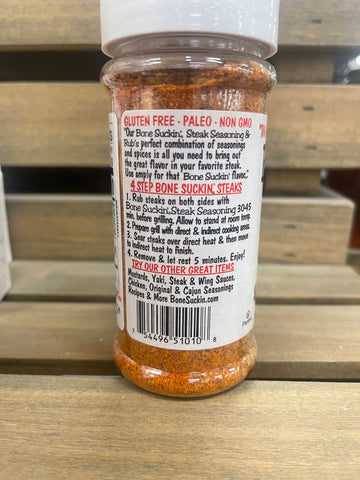 GLUTEN FREE - PALEO - NON GMO
"Our Bone Suckin', Steak Seasoning &
Rub's perfect combination of seasonings
and spices is all you need to bring out
the great flavor in your favorite steak.
Use amply for that 'Bone Suckin' flavor'."
4 STEP BONE SUCKIN' STEAKS
1. Rub steaks on both sides with
Bone Suckin', Steak Seasoning 30-45
min. before grilling. Allow to stand at room temp.
2. Prepare grill with direct & indirect cooking areas.
3. Sear steaks over direct heat & then move
to indirect heat to finish.
4. Remove & let rest 5 minutes. Enjoy!
TRY OUR OTHER GREAT ITEMS
Mustards, Yaki, Steak & Wing Sauces,
Chicken, Original & Cajun Seasonings
Recipes & More BoneSuckin.com
7 54496 51010 8